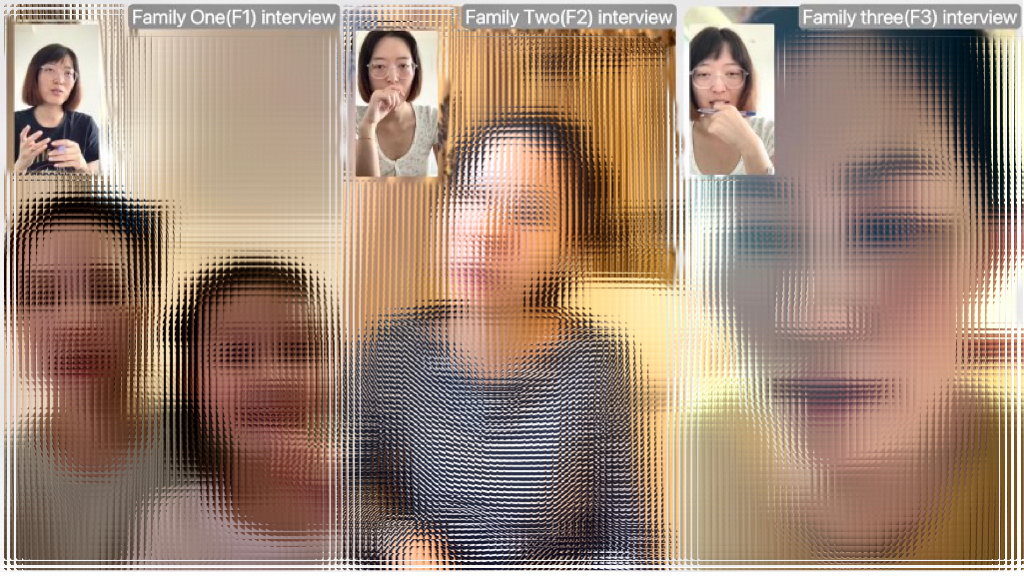 Family One(F1) interview
Family Two(F2) interview
Family three(F3) interview